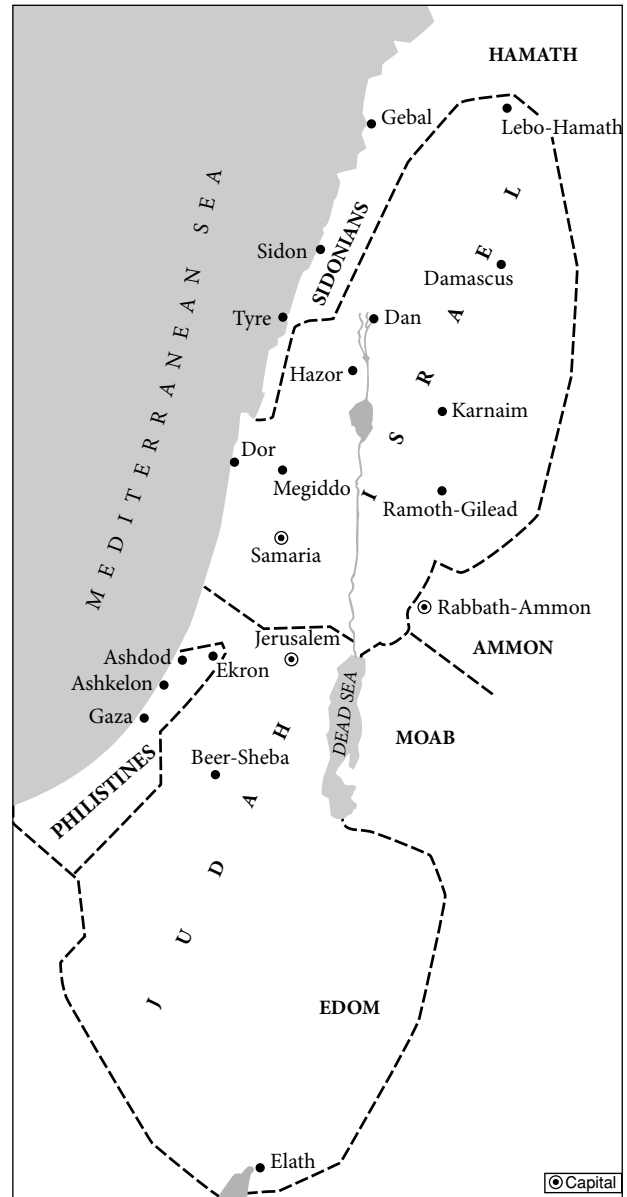 HAMATH
Gebal
Lebo-Hamath
MEDITERRANEAN SEA
SIDONIANS
ISRAEL
Sidon
Damascus
Tyre
Dan
Hazor
Karnaim
Dor
Megiddo
Ramoth-Gilead
Samaria
Rabbath-Ammon
Jerusalem
AMMON
Ashdod
Ekron
Ashkelon
Gaza
DEAD SEA
MOAB
Beer-Sheba
PHILISTINES
JUDAH
EDOM
Elath
Capital